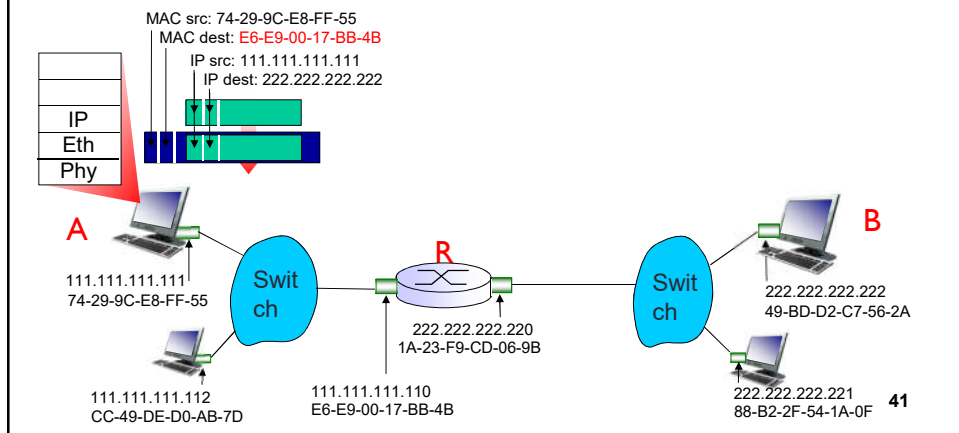 MAC src: 74-29-9C-E8-FF-55
MAC dest: E6-E9-00-17-BB-4B
IP src: 111.111.111.111
IP dest: 222.222.222.222
IP
Eth
Phy
A
R
B
Swit
ch
Swit
ch
111.111.111.111
74-29-9C-E8-FF-55
222.222.222.222
49-BD-D2-C7-56-2A
222.222.222.220
1A-23-F9-CD-06-9B
111.111.111.112
CC-49-DE-D0-AB-7D
111.111.111.110
E6-E9-00-17-BB-4B
222.222.222.221
88-B2-2F-54-1A-0F
41